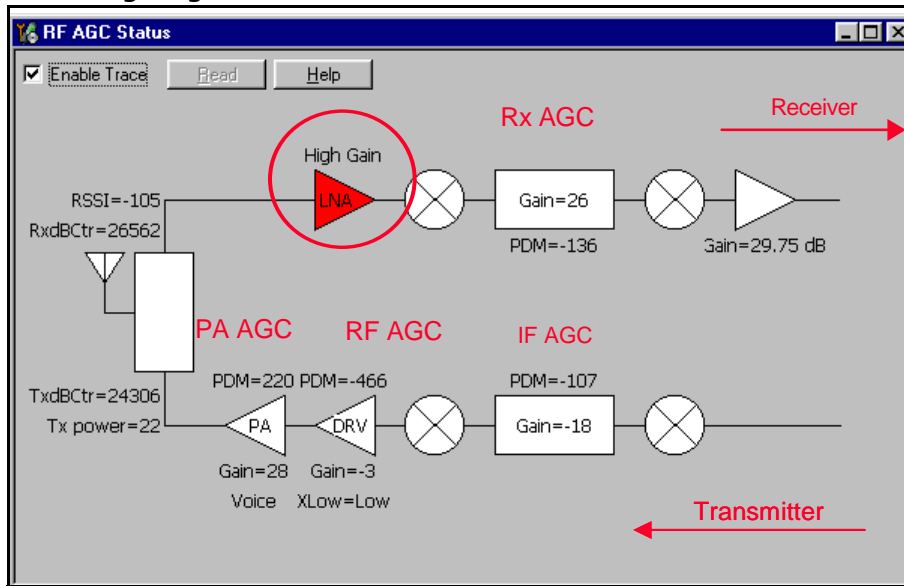 RF AGC Status
Enable Trace Read Help
Receiver
Rx AGC
High Gain
LNA
RSSI=-105
RxdBCtr=26562
Gain=26
PDM=-136
Gain=29.75 dB
PA AGC RF AGC IF AGC
PDM=220 PDM=-466 PDM=-107
TxdBCtr=24306
Tx power=22
PA DRV Gain=-18
Gain=28 Gain=-3
Voice XLow=Low
Transmitter